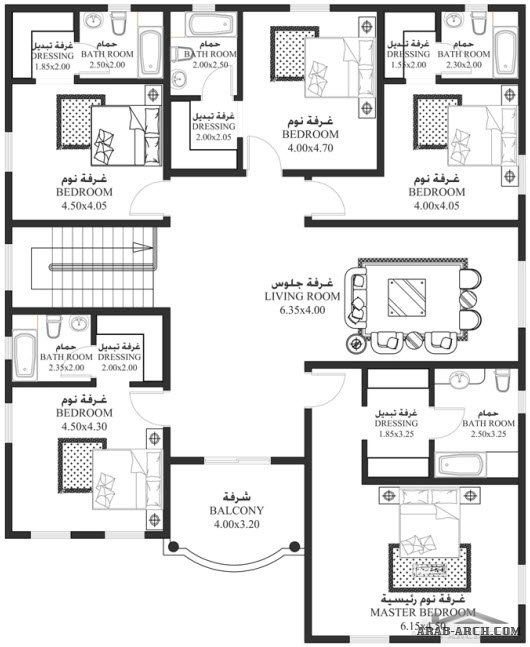 غرفة تبديل
DRESSING
1.85x2.00
حمام
BATH ROOM
2.50x2.00
حمام
BATH ROOM
2.00x2.50
غرفة تبديل
DRESSING
2.00x2.05
غرفة نوم
BEDROOM
4.00x4.70
غرفة تبديل
DRESSING
1.55x2.00
حمام
BATH ROOM
2.30x2.00
غرفة نوم
BEDROOM
4.50x4.05
غرفة نوم
BEDROOM
4.00x4.05
غرفة جلوس
LIVING ROOM
6.35x4.00
حمام
BATH ROOM
2.35x2.00
غرفة تبديل
DRESSING
2.00x2.00
غرفة نوم
BEDROOM
4.50x4.30
غرفة تبديل
DRESSING
1.85x3.25
حمام
BATH ROOM
2.50x3.25
شرفة
BALCONY
4.00x3.20
غرفة نوم رئيسية
MASTER BEDROOM
6.15x4.50
ARAB-ARCH.COM